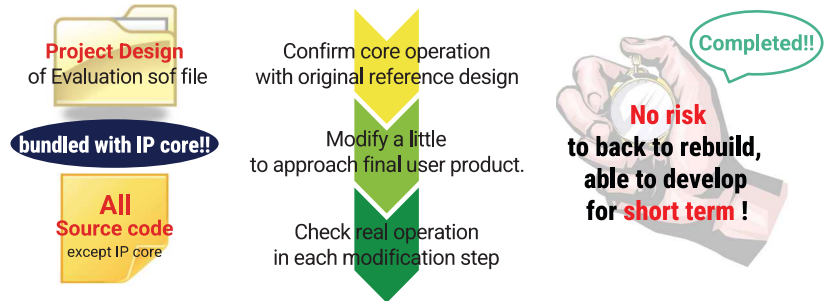 Project Design
of Evaluation sof file
bundled with IP core!!
All
Source code
except IP core
Confirm core operation
with original reference design
Modify a little
to approach final user product.
Check real operation
in each modification step
Completed!!
No risk
to back to rebuild,
able to develop
for short term !